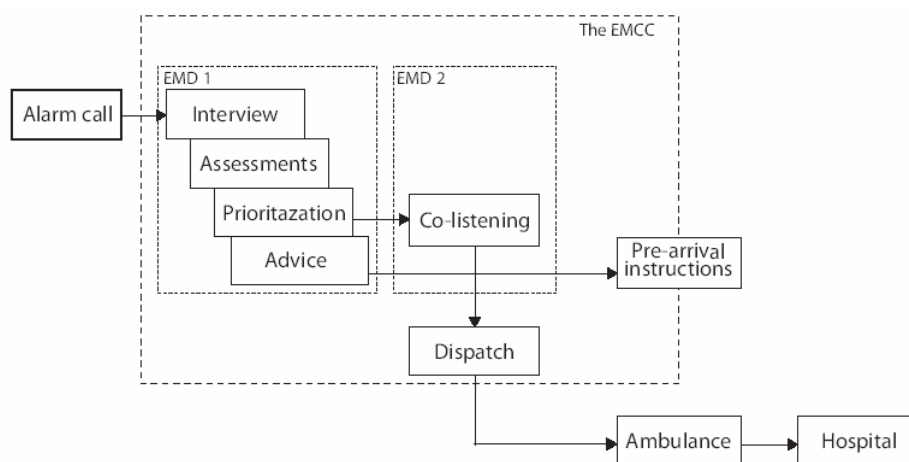 The EMCC
EMD 1
EMD 2
Alarm call
Interview
Assessments
Prioritazation
Co-listening
Advice
Pre-arrival
instructions
Dispatch
Ambulance
Hospital